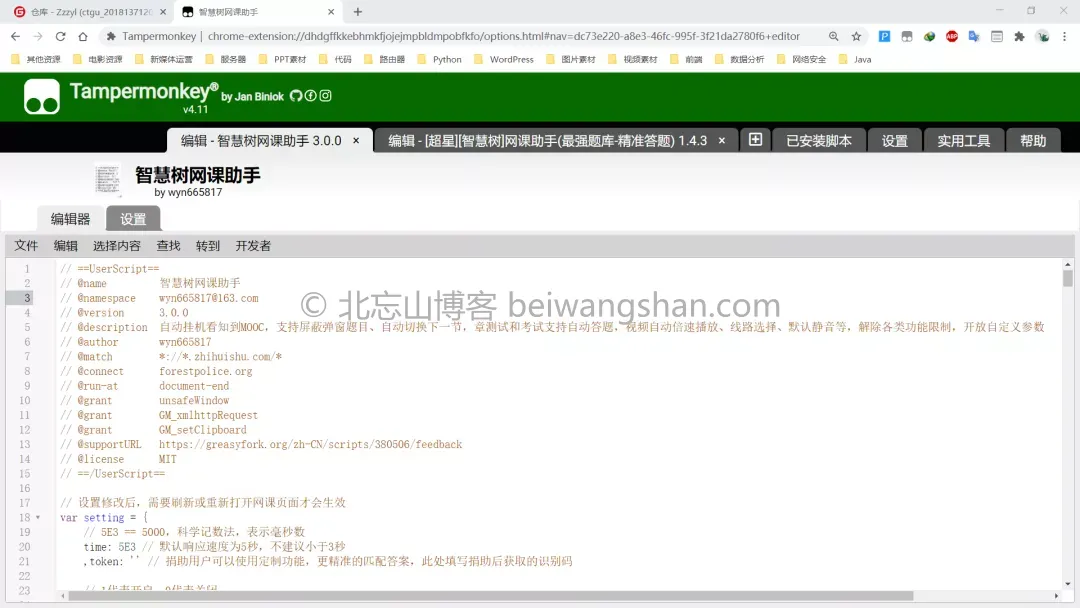 仓库 - Zzzyl (ctgu_2018137120 × 智慧树网课助手 × +
Tampermonkey | chrome-extension://dhdgffkkebhmkfjojejmpbldmpobfkfo/options.html#nav=dc73e220-a8e3-46fc-995f-3f21da2780f6+editor
其他资源 电影资源 新媒体运营 服务器 PPT素材 代码 路由器 Python WordPress 图片素材 视频素材 前端 数据分析 网络安全 Java
Tampermonkey® by Jan Biniok
v4.11
编辑 - 智慧树网课助手 3.0.0 × 编辑 - [超星][智慧树]网课助手(最强题库-精准答题) 1.4.3 × 已安装脚本 设置 实用工具 帮助
智慧树网课助手
by wyn665817
编辑器 设置
文件 编辑 选择内容 查找 转到 开发者
1 // ==UserScript==
2 // @name 智慧树网课助手
3 // @namespace wyn665817@163.com
© 北忘山博客 beiwangshan.com
4 // @version 3.0.0
5 // @description 自动挂机看知到MOOC，支持屏蔽弹窗题目、自动切换下一节，章测试和考试支持自动答题、视频自动倍速播放、线路选择、默认静音等，解除各类功能限制，开放自定义参数
6 // @author wyn665817
7 // @match *://*.zhihuishu.com/*
8 // @connect forestpolice.org
9 // @run-at document-end
10 // @grant unsafeWindow
11 // @grant GM_xmlhttpRequest
12 // @grant GM_setClipboard
13 // @supportURL https://greasyfork.org/zh-CN/scripts/380506/feedback
14 // @license MIT
15 // ==/UserScript==
16
17 // 设置修改后，需要刷新或重新打开网课页面才会生效
18 var setting = {
19 // 5E3 == 5000，科学记数法，表示毫秒数
20 time: 5E3 // 默认响应速度为5秒，不建议小于3秒
21 ,token: '' // 捐助用户可以使用定制功能，更精准的匹配答案，此处填写捐助后获取的识别码
22
23 // 1代表开启，0代表关闭